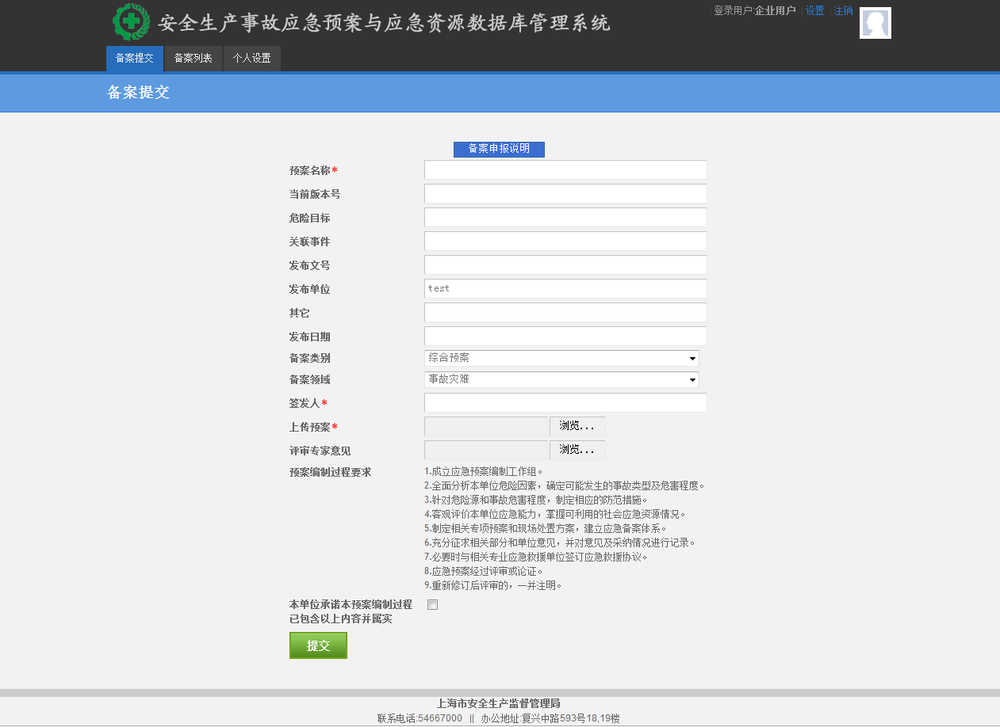 安全生产事故应急预案与应急资源数据库管理系统
|登录用户:企业用户 |设置 |注销
备案提交 备案列表 个人设置
备案提交
备案申报说明
预案名称*
当前版本号
危险目标
关联事件
发布文号
发布单位 test
其它
发布日期
备案类别 综合预案
备案领域 事故灾难
签发人*
上传预案* 浏览...
评审专家意见 浏览...
预案编制过程要求 1.成立应急预案编制工作组。
2.全面分析本单位危险因素，确定可能发生的事故类型及危害程度。
3.针对危险源和事故危害程度，制定相应的防范措施。
4.客观评价本单位应急能力，掌握可利用的社会应急资源情况。
5.制定相关专项预案和现场处置方案，建立应急备案体系。
6.充分征求相关部分和单位意见，并对意见及采纳情况进行记录。
7.必要时与相关专业应急救援单位签订应急救援协议。
8.应急预案经过评审或论证。
9.重新修订后评审的，一并注明。
本单位承诺本预案编制过程
已包含以上内容并属实
提交
上海市安全生产监督管理局
联系电话:54667000 || 办公地址:复兴中路593号18,19楼